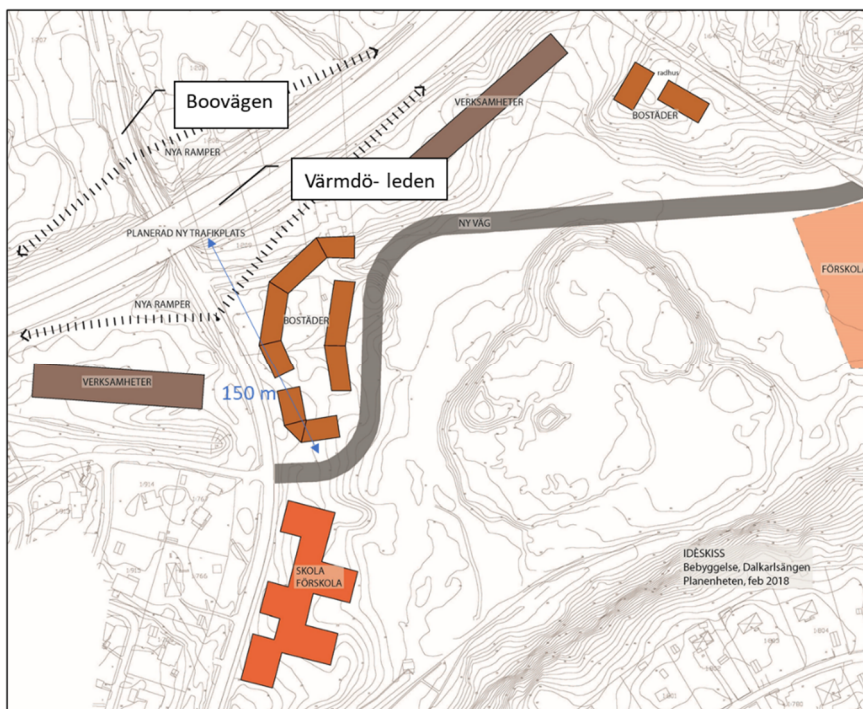 Boovägen
NYA RAMPER
Värmdö- leden
VERKSAMHETER
radhus
BOSTÄDER
NY VÄG
PLANERAD NY TRAFIKPLATS
FÖRSKOLA
NYA RAMPER
BOSTÄDER
VERKSAMHETER
150 m
SKOLA
FÖRSKOLA
IDÉSKISS
Bebyggelse, Dalkarlsängen
Planenheten, feb 2018